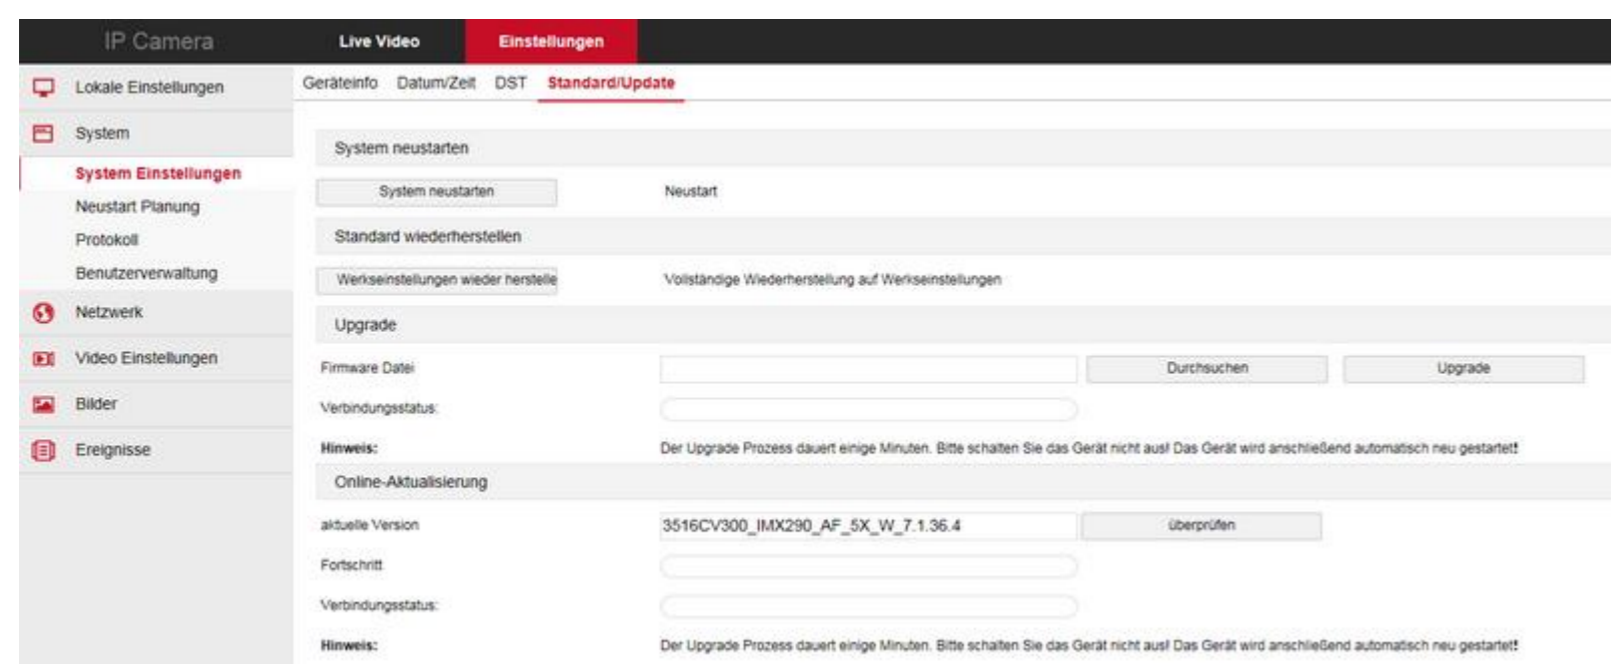 IP Camera Live Video Einstellungen
Lokale Einstellungen
System
System Einstellungen
Neustart Planung
Protokoll
Benutzerverwaltung
Netzwerk
Video Einstellungen
Bilder
Ereignisse
Geräteinfo Datum/Zeit DST Standard/Update
System neustarten
System neustarten Neustart
Standard wiederherstellen
Werkseinstellungen wieder herstelle Vollständige Wiederherstellung auf Werkseinstellungen
Upgrade
Firmware Datei Durchsuchen Upgrade
Verbindungsstatus:
Hinweis: Der Upgrade Prozess dauert einige Minuten. Bitte schalten Sie das Gerät nicht aus! Das Gerät wird anschließend automatisch neu gestartet!
Online-Aktualisierung
aktuelle Version 3516CV300_IMX290_AF_5X_W_7.1.36.4 überprüfen
Fortschritt
Verbindungsstatus:
Hinweis: Der Upgrade Prozess dauert einige Minuten. Bitte schalten Sie das Gerät nicht aus! Das Gerät wird anschließend automatisch neu gestartet!